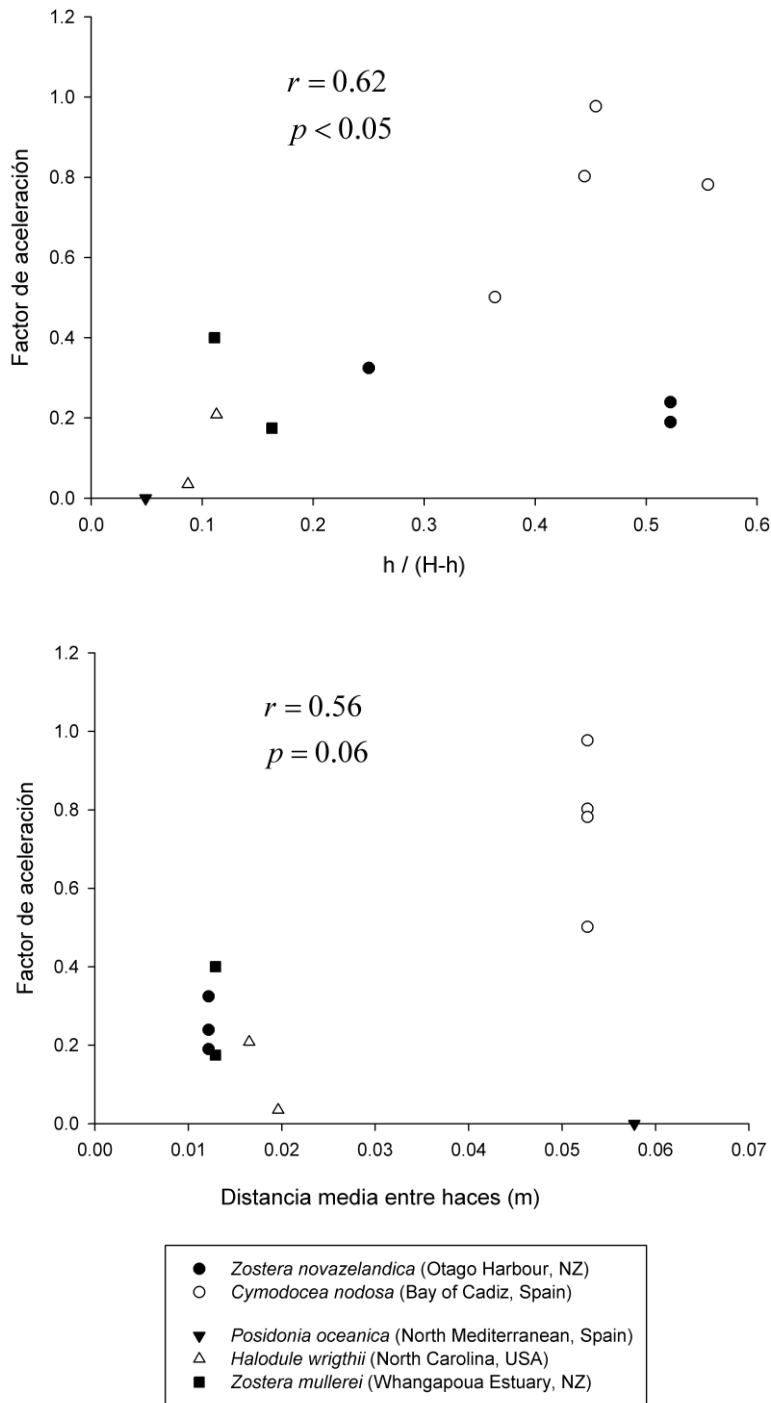 1.2
1.0
0.8
0.6
0.4
0.2
0.0
Factor de aceleración
r = 0.62
p < 0.05
0.0 0.1 0.2 0.3 0.4 0.5 0.6
h / (H-h)
1.2
1.0
0.8
0.6
0.4
0.2
0.0
Factor de aceleración
r = 0.56
p = 0.06
0.00 0.01 0.02 0.03 0.04 0.05 0.06 0.07
Distancia media entre haces (m)
Zostera novazelandica (Otago Harbour, NZ)
Cymodocea nodosa (Bay of Cadiz, Spain)
Posidonia oceanica (North Mediterranean, Spain)
Halodule wrigthii (North Carolina, USA)
Zostera mullerei (Whangapoua Estuary, NZ)